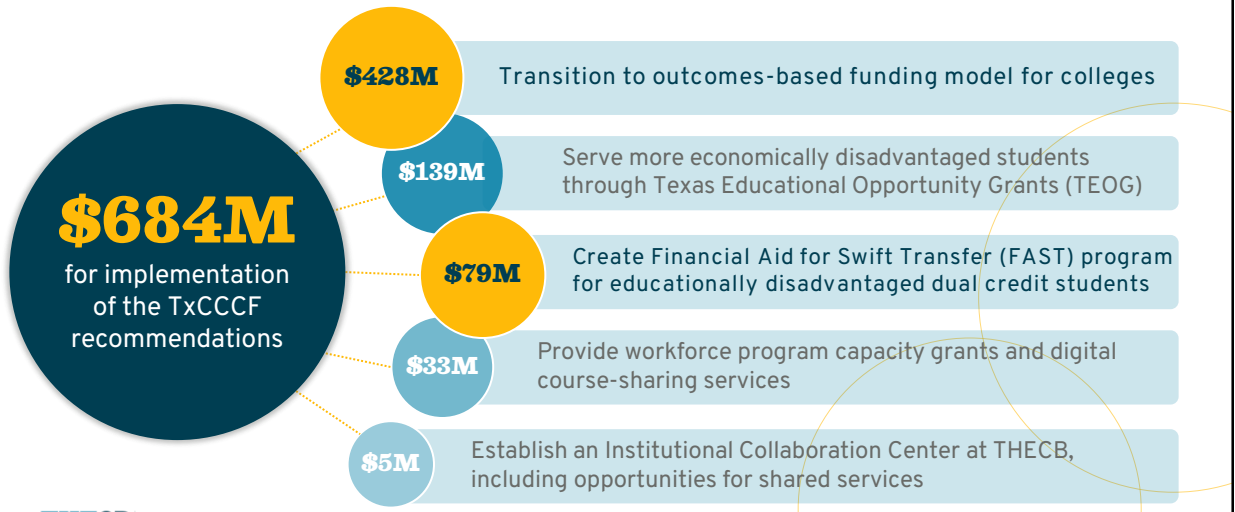 $428M
Transition to outcomes-based funding model for colleges
$139M
Serve more economically disadvantaged students
through Texas Educational Opportunity Grants (TEOG)
$684M
for implementation
of the TxCCCF
recommendations
$79M
Create Financial Aid for Swift Transfer (FAST) program
for educationally disadvantaged dual credit students
$33M
Provide workforce program capacity grants and digital
course-sharing services
$5M
Establish an Institutional Collaboration Center at THECB,
including opportunities for shared services